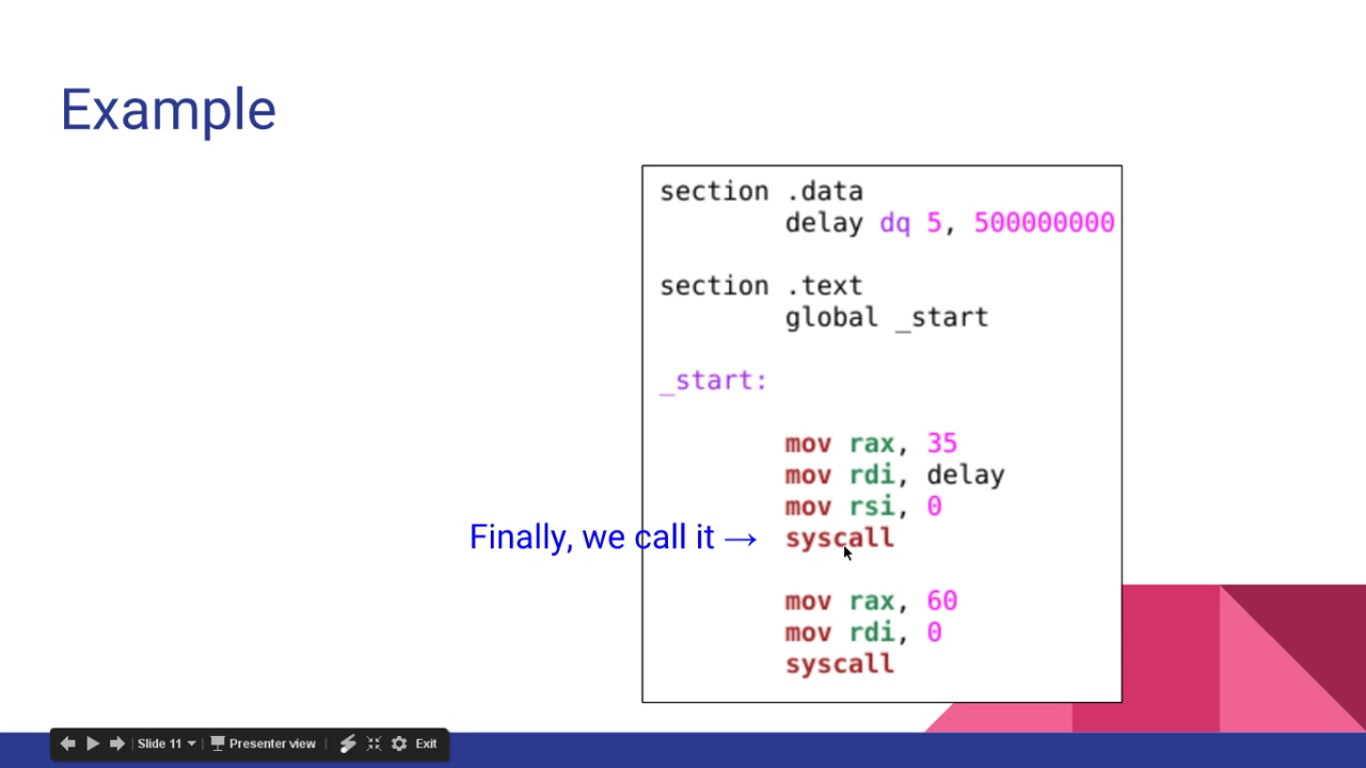 Example
section .data
delay dq 5, 500000000
section .text
global _start
_start:
mov rax, 35
mov rdi, delay
mov rsi, 0
Finally, we call it → syscall
mov rax, 60
mov rdi, 0
syscall
Slide 11 Presenter view Exit